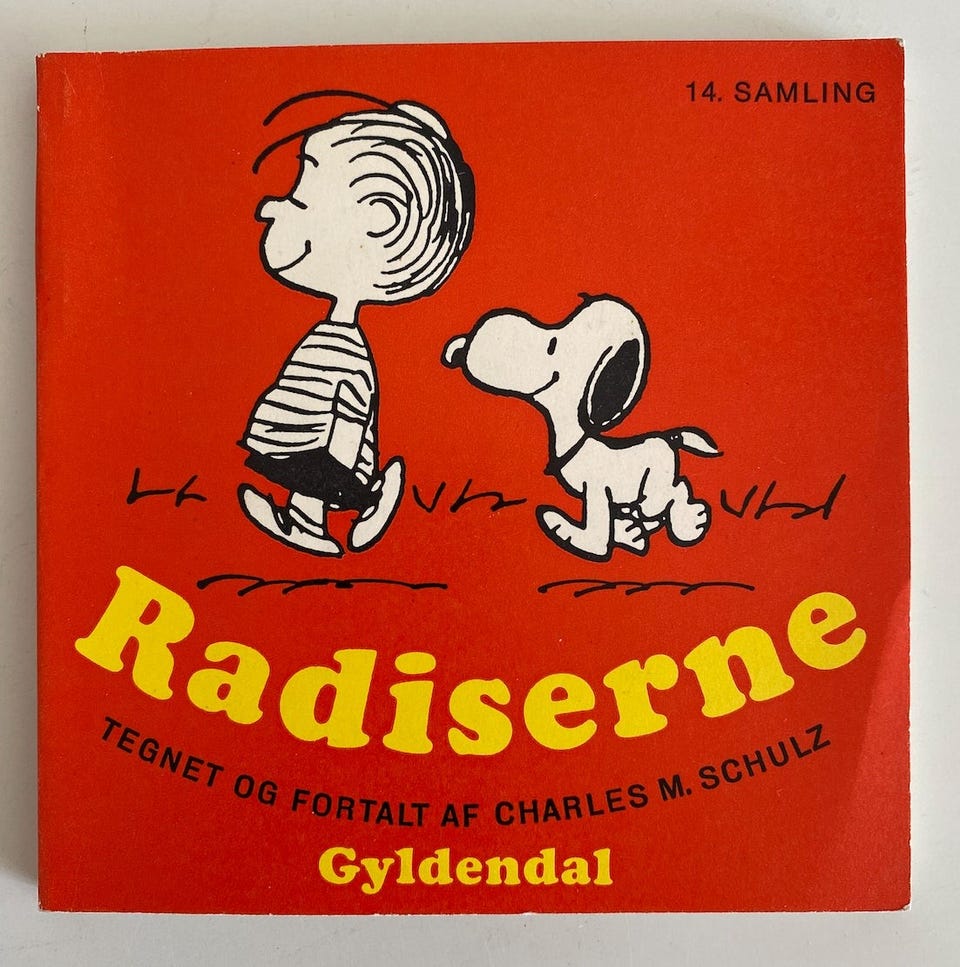 14. SAMLING
Radiserne
TEGNET OG FORTALT AF CHARLES M. SCHULZ
Gyldendal